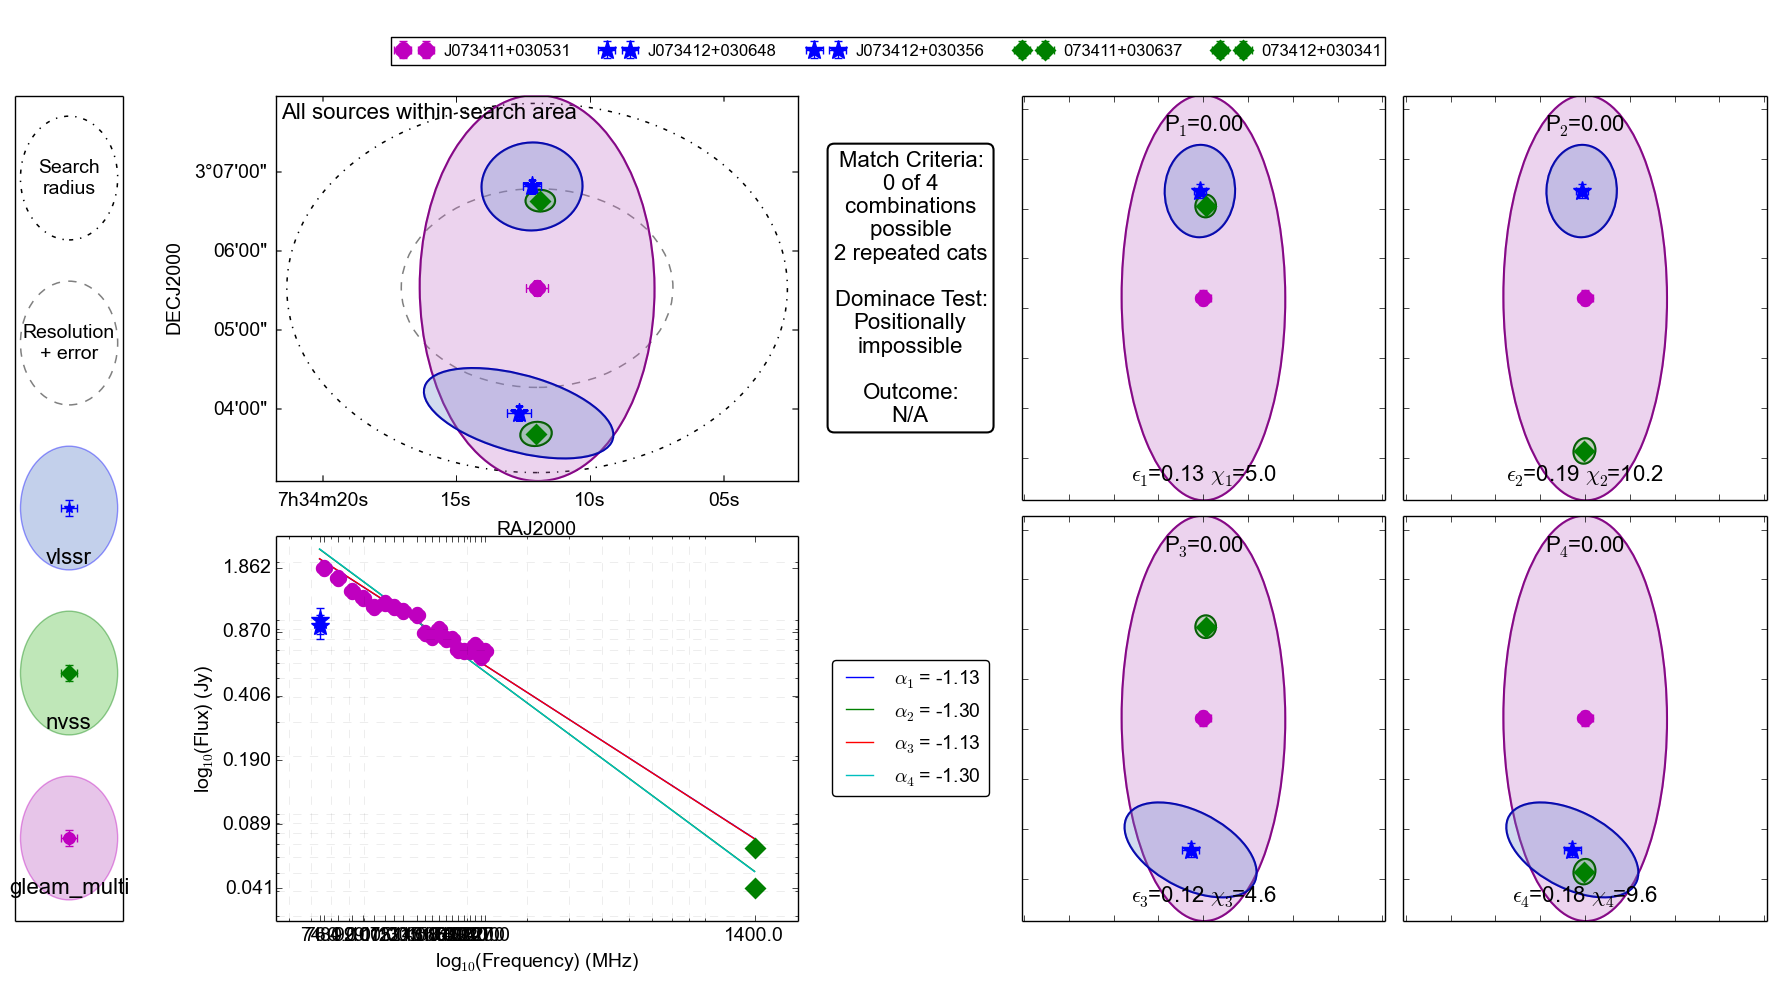 J073411+030531 J073412+030648 J073412+030356 073411+030637 073412+030341
Search
radius
Resolution
+ error
vlssr
nvss
gleam_multi
All sources within search area
DECJ2000
3°07'00"
06'00"
05'00"
04'00"
7h34m20s 15s 10s 05s
RAJ2000
log10(Flux) (Jy)
1.862
0.870
0.406
0.190
0.089
0.041
1400.0
log10(Frequency) (MHz)
Match Criteria:
0 of 4
combinations
possible
2 repeated cats
Dominace Test:
Positionally
impossible
Outcome:
N/A
α1 = -1.13
α2 = -1.30
α3 = -1.13
α4 = -1.30
P1=0.00
ϵ1=0.13 χ1=5.0
P2=0.00
ϵ2=0.19 χ2=10.2
P3=0.00
ϵ3=0.12 χ3=4.6
P4=0.00
ϵ4=0.18 χ4=9.6